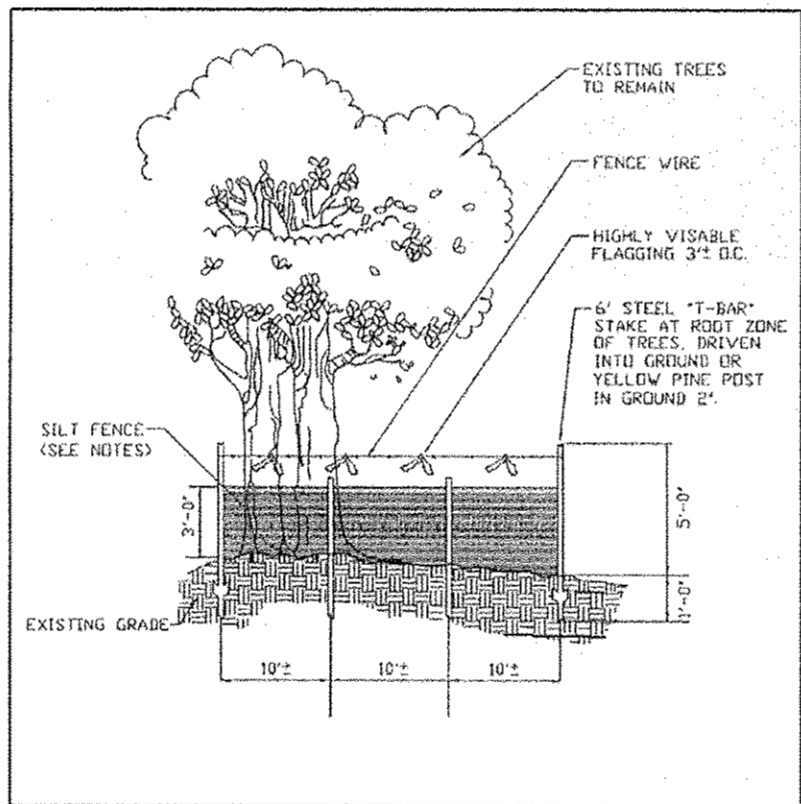 EXISTING TREES
TO REMAIN
FENCE WIRE
HIGHLY VISABLE
FLAGGING 3'± O.C.
6' STEEL "T-BAR"
STAKE AT ROOT ZONE
OF TREES, DRIVEN
INTO GROUND OR
YELLOW PINE POST
IN GROUND 2'.
SILT FENCE
(SEE NOTES)
3'-0"
5'-0"
1'-0"
EXISTING GRADE
10'± 10'± 10'±